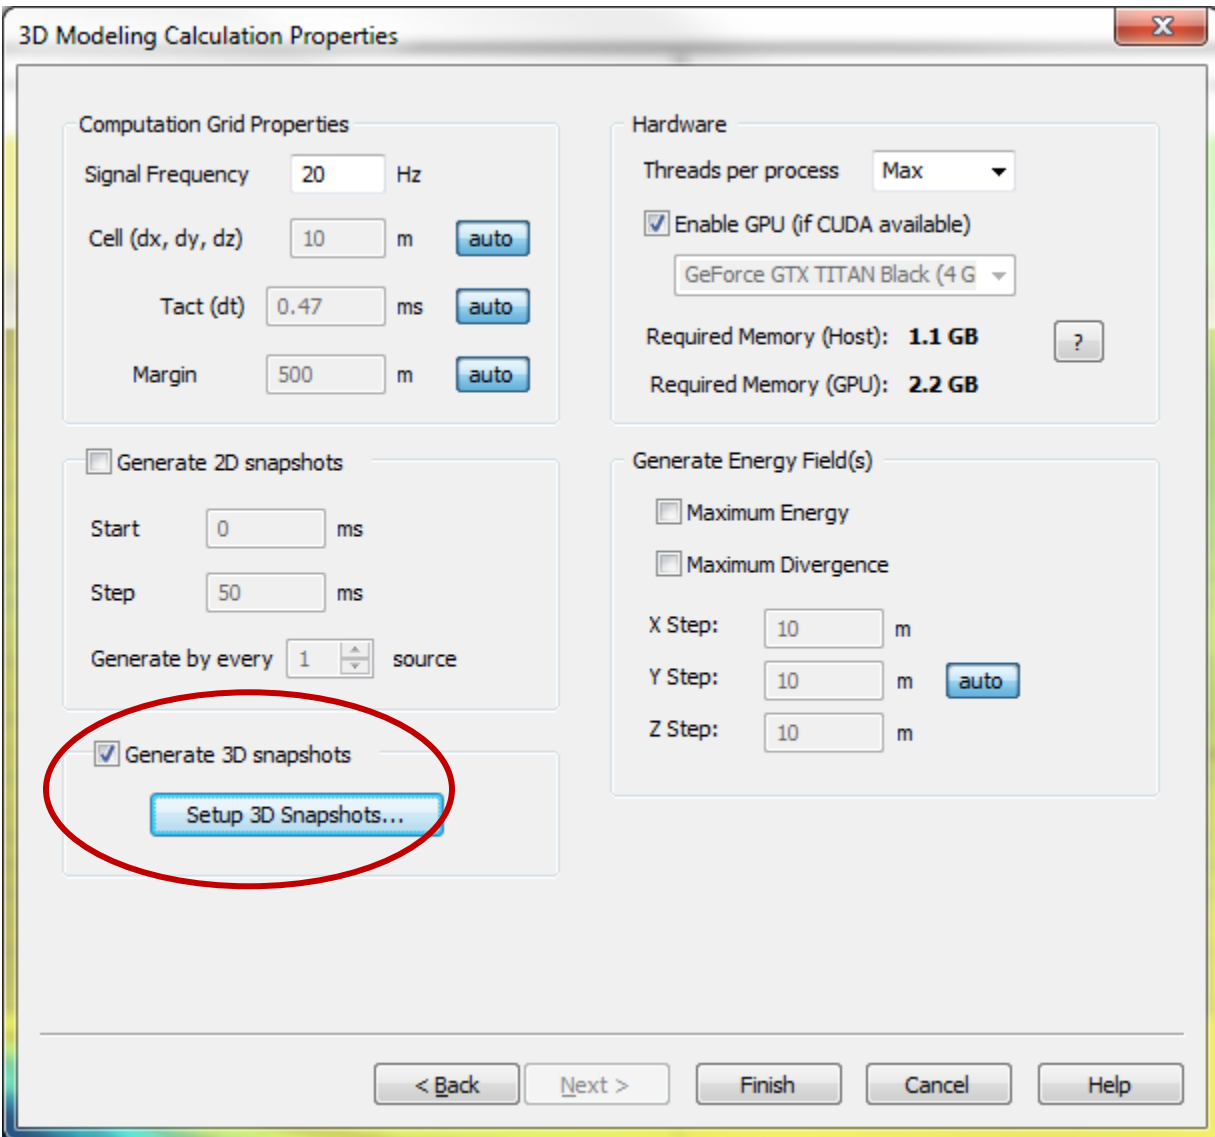 3D Modeling Calculation Properties
Computation Grid Properties
Signal Frequency 20 Hz
Cell (dx, dy, dz) 10 m auto
Tact (dt) 0.47 ms auto
Margin 500 m auto
Generate 2D snapshots
Start 0 ms
Step 50 ms
Generate by every 1 source
Generate 3D snapshots
Setup 3D Snapshots...
Hardware
Threads per process Max
Enable GPU (if CUDA available)
GeForce GTX TITAN Black (4 G
Required Memory (Host): 1.1 GB
?
Required Memory (GPU): 2.2 GB
Generate Energy Field(s)
Maximum Energy
Maximum Divergence
X Step: 10 m
Y Step: 10 m auto
Z Step: 10 m
< Back Next > Finish Cancel Help